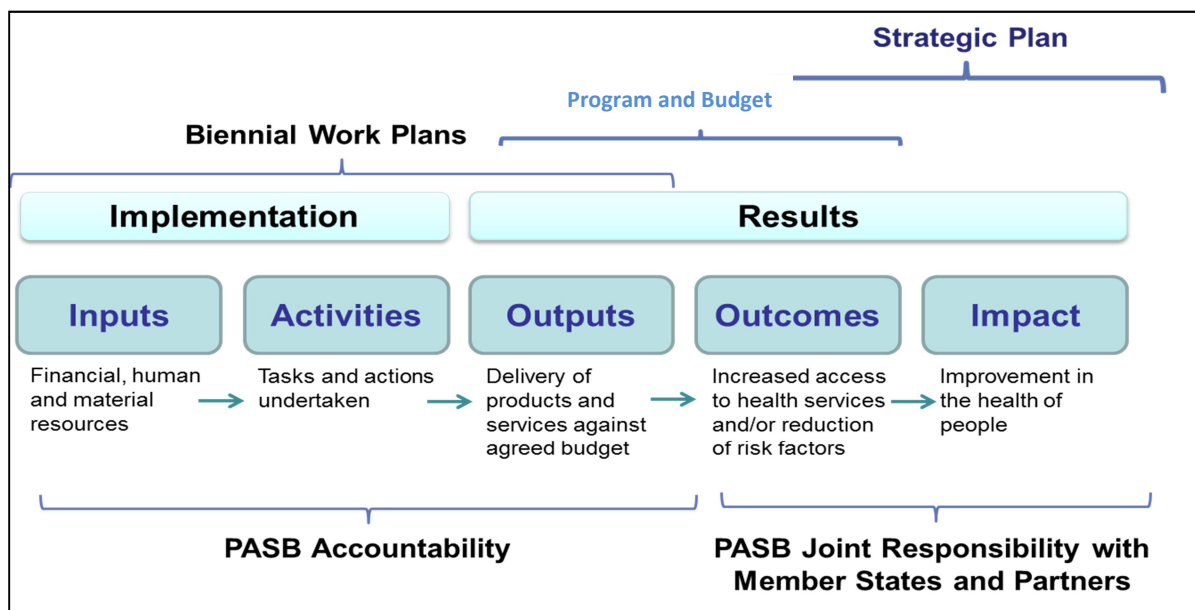 Strategic Plan
Program and Budget
Biennial Work Plans
Implementation
Results
Inputs
Activities
Outputs
Outcomes
Impact
Financial, human
and material
resources
Tasks and actions
undertaken
Delivery of
products and
services against
agreed budget
Increased access
to health services
and/or reduction
of risk factors
Improvement in
the health of
people
PASB Accountability
PASB Joint Responsibility with
Member States and Partners